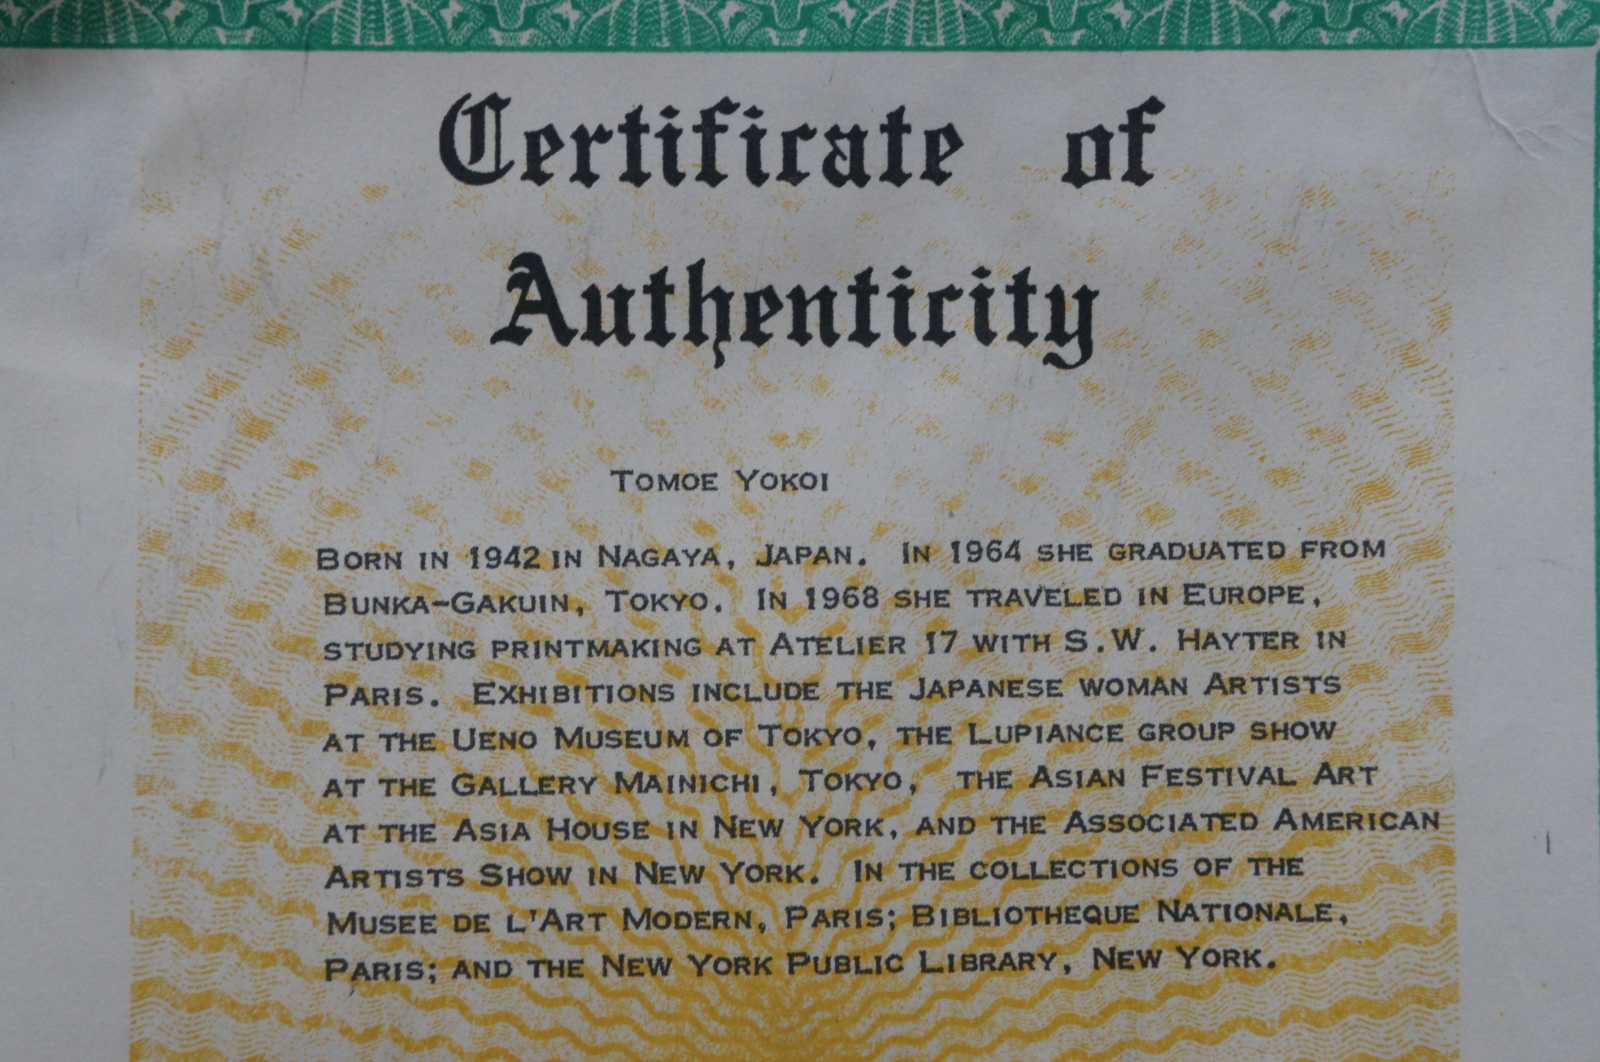 Certificate of
Authenticity
TOMOE YOKOI
BORN IN 1942 IN NAGAYA, JAPAN. IN 1964 SHE GRADUATED FROM
BUNKA-GAKUIN, TOKYO. IN 1968 SHE TRAVELED IN EUROPE,
STUDYING PRINTMAKING AT ATELIER 17 WITH S.W. HAYTER IN
PARIS. EXHIBITIONS INCLUDE THE JAPANESE WOMAN ARTISTS
AT THE UENO MUSEUM OF TOKYO, THE LUPIANCE GROUP SHOW
AT THE GALLERY MAINICHI, TOKYO, THE ASIAN FESTIVAL ART
AT THE ASIA HOUSE IN NEW YORK, AND THE ASSOCIATED AMERICAN
ARTISTS SHOW IN NEW YORK. IN THE COLLECTIONS OF THE
MUSEE DE L'ART MODERN, PARIS; BIBLIOTHEQUE NATIONALE,
PARIS; AND THE NEW YORK PUBLIC LIBRARY, NEW YORK.